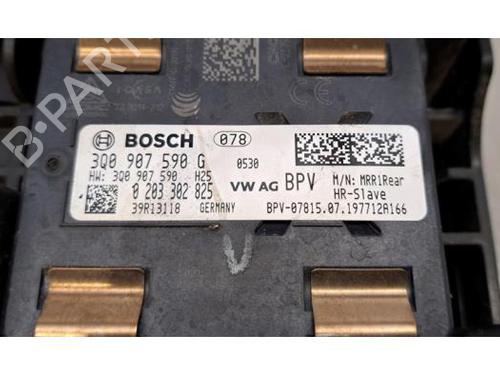 ICASA
BOSCH 078
3Q0 907 590 G 0530
HW: 3Q0 907 590 H25
0 203 302 825
39R13118 GERMANY
VW AG BPV
M/N: MRR1Rear
HR-Slave
BPV-07815.07.197712A166
V
B-PARTS